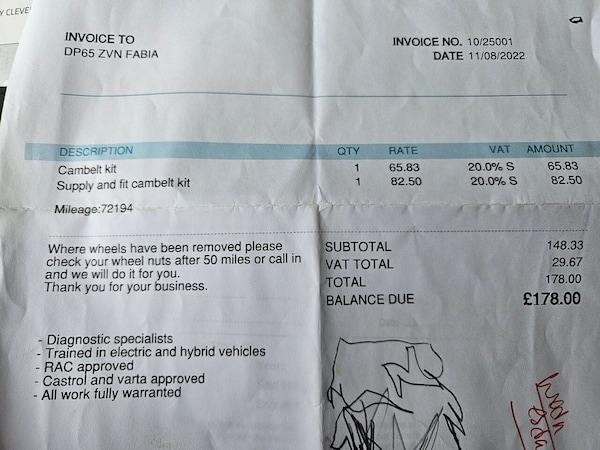 Y CLEVE
INVOICE TO
DP65 ZVN FABIA
INVOICE NO. 10/25001
DATE 11/08/2022
DESCRIPTION QTY RATE VAT AMOUNT
Cambelt kit 1 65.83 20.0% S 65.83
Supply and fit cambelt kit 1 82.50 20.0% S 82.50
Mileage:72194
Where wheels have been removed please
check your wheel nuts after 50 miles or call in
and we will do it for you.
Thank you for your business.
SUBTOTAL 148.33
VAT TOTAL 29.67
TOTAL 178.00
BALANCE DUE £178.00
- Diagnostic specialists
- Trained in electric and hybrid vehicles
- RAC approved
- Castrol and varta approved
- All work fully warranted